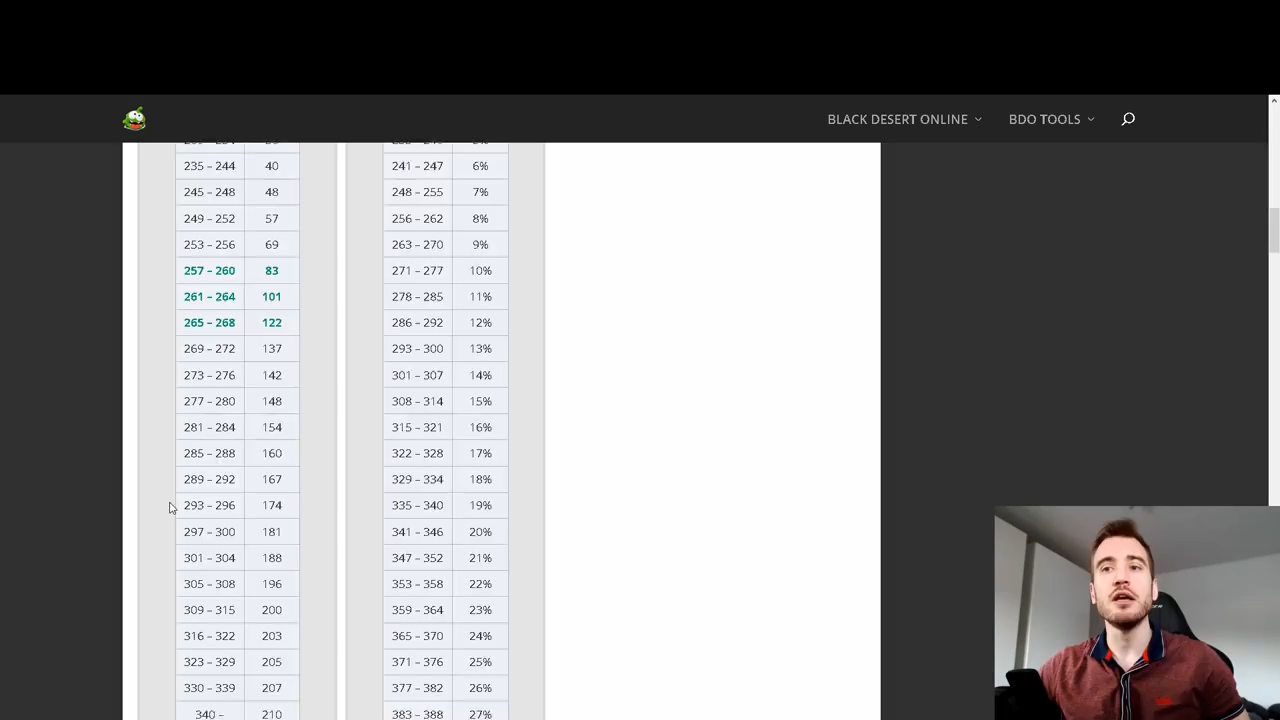 BLACK DESERT ONLINE BDO TOOLS
235 – 244 40 241 – 247 6%
245 – 248 48 248 – 255 7%
249 – 252 57 256 – 262 8%
253 – 256 69 263 – 270 9%
257 – 260 83 271 – 277 10%
261 – 264 101 278 – 285 11%
265 – 268 122 286 – 292 12%
269 – 272 137 293 – 300 13%
273 – 276 142 301 – 307 14%
277 – 280 148 308 – 314 15%
281 – 284 154 315 – 321 16%
285 – 288 160 322 – 328 17%
289 – 292 167 329 – 334 18%
293 – 296 174 335 – 340 19%
297 – 300 181 341 – 346 20%
301 – 304 188 347 – 352 21%
305 – 308 196 353 – 358 22%
309 – 315 200 359 – 364 23%
316 – 322 203 365 – 370 24%
323 – 329 205 371 – 376 25%
330 – 339 207 377 – 382 26%
340 – 210 383 – 388 27%